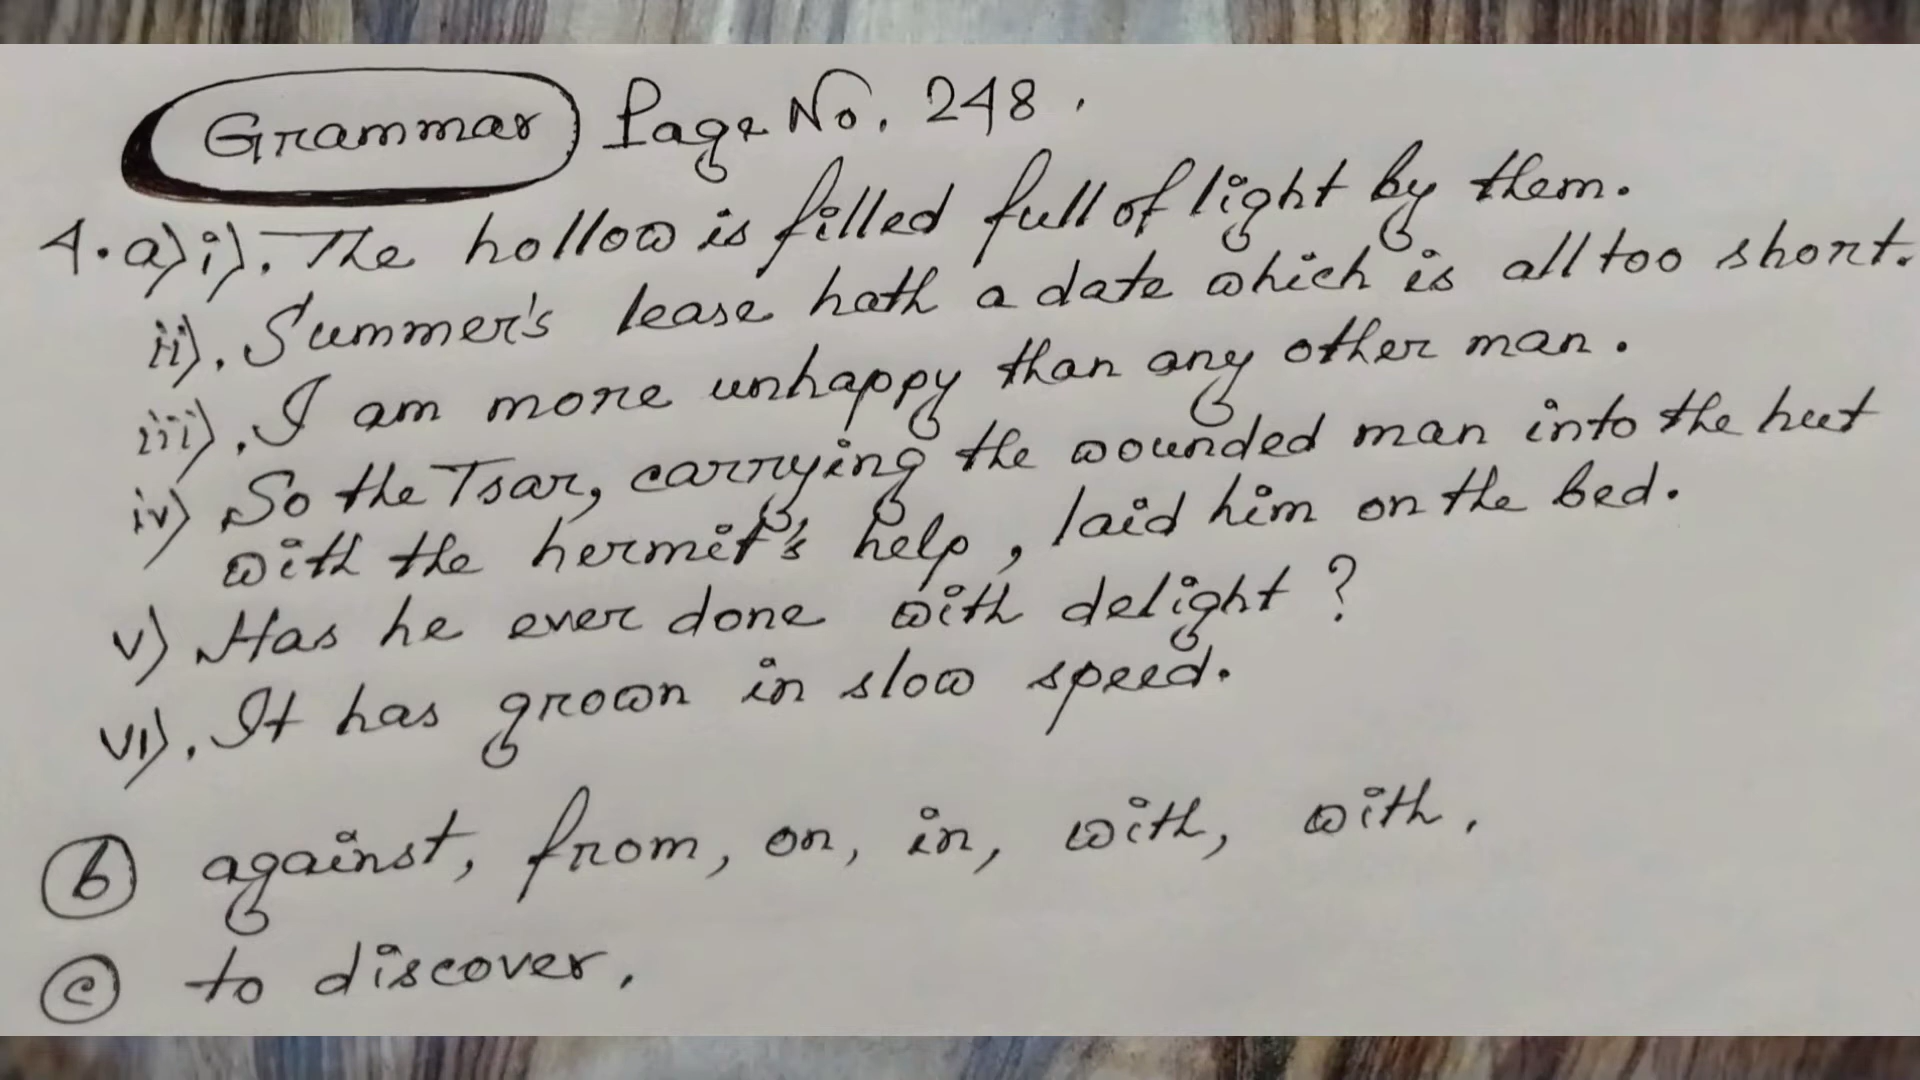 Grammar Page No. 248.
4. a) i). The hollow is filled full of light by them.
ii). Summer's lease hath a date which is all too short.
iii). I am more unhappy than any other man.
iv) So the Tsar, carrying the wounded man into the hut
with the hermit's help, laid him on the bed.
v) Has he ever done with delight?
vi). It has grown in slow speed.
b against, from, on, in, with, with.
c to discover.